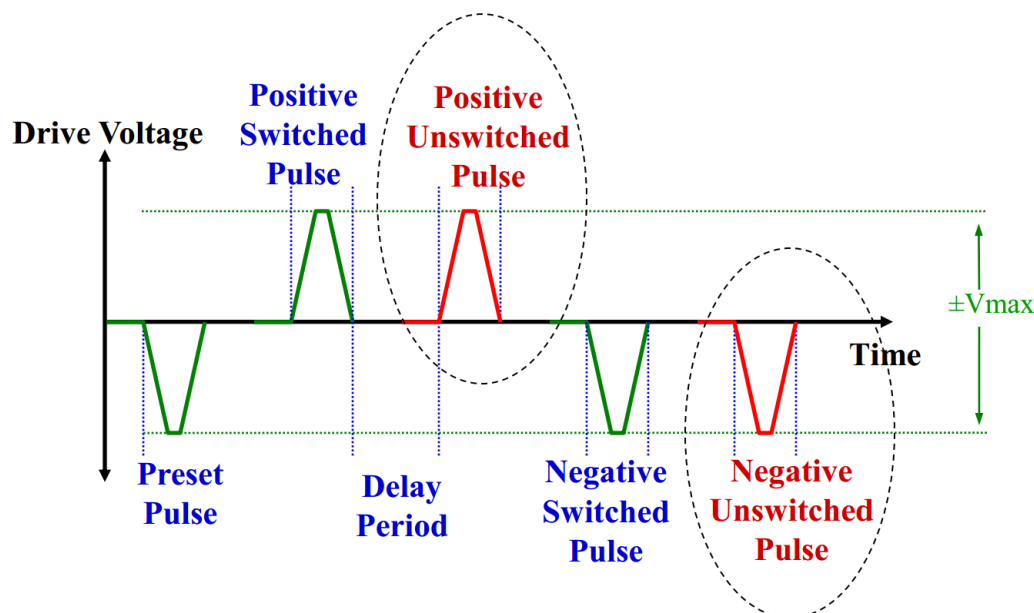 Drive Voltage
Positive
Switched
Pulse
Positive
Unswitched
Pulse
±Vmax
Time
Preset
Pulse
Delay
Period
Negative
Switched
Pulse
Negative
Unswitched
Pulse